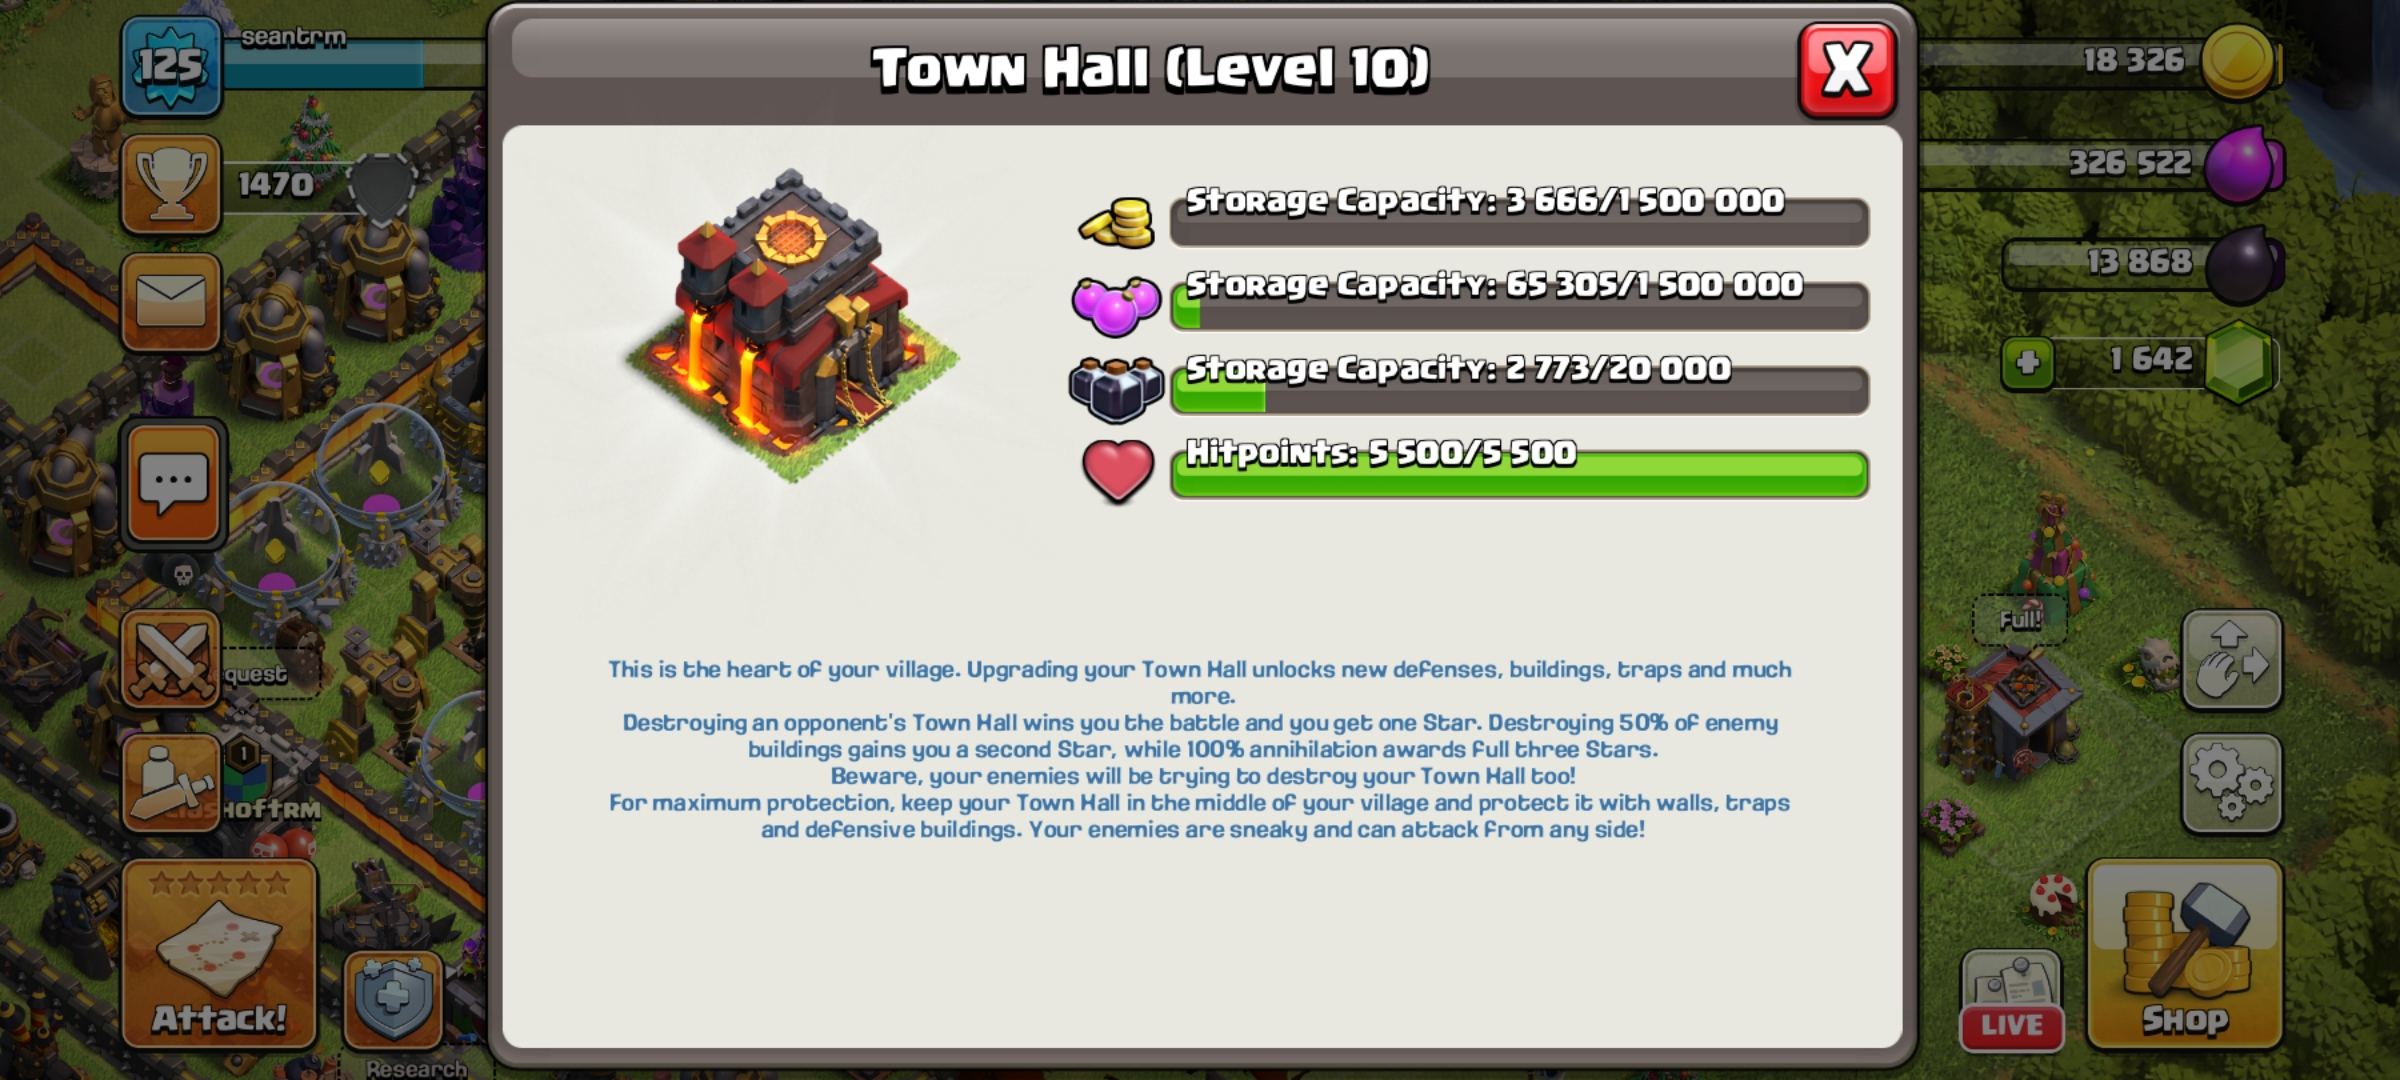 125
seantrm
Town Hall (Level 10)
X
18 326
1470
326 522
13 868
1 642
Storage Capacity: 3 666/1 500 000
Storage Capacity: 65 305/1 500 000
Storage Capacity: 2 773/20 000
Hitpoints: 5 500/5 500
This is the heart of your village. Upgrading your Town Hall unlocks new defenses, buildings, traps and much
more.
Destroying an opponent's Town Hall wins you the battle and you get one Star. Destroying 50% of enemy
buildings gains you a second Star, while 100% annihilation awards full three Stars.
Beware, your enemies will be trying to destroy your Town Hall too!
For maximum protection, keep your Town Hall in the middle of your village and protect it with walls, traps
and defensive buildings. Your enemies are sneaky and can attack from any side!
Full!
quest
1
Attack!
Research
LIVE
Shop